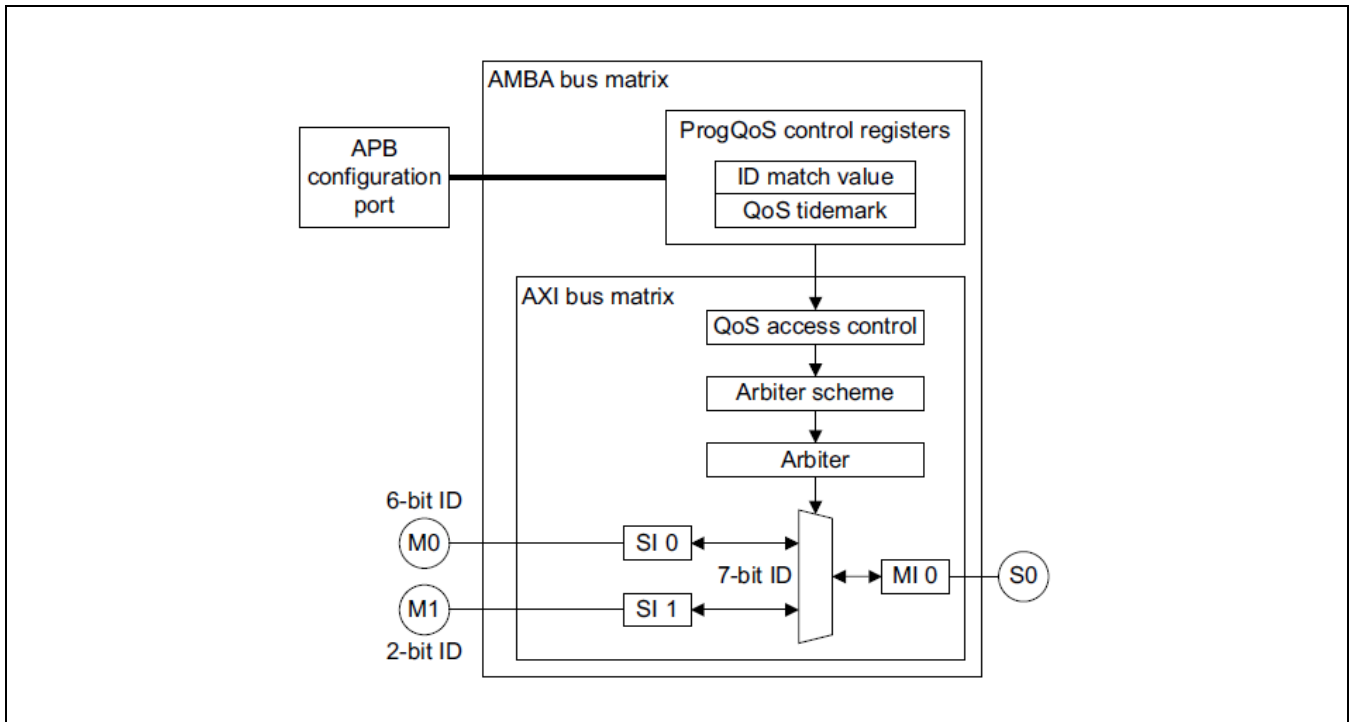 AMBA bus matrix
ProgQoS control registers
APB
configuration
port
ID match value
QoS tidemark
AXI bus matrix
QoS access control
Arbiter scheme
Arbiter
6-bit ID
M0
SI 0
7-bit ID
MI 0
S0
M1
SI 1
2-bit ID